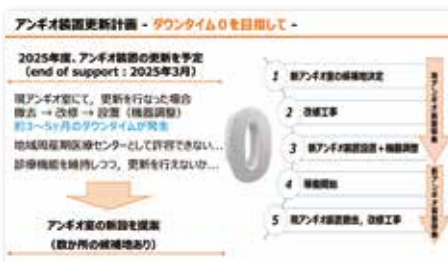 アンギオ装置更新計画 - ダウンタイム0を目指して -
2025年度、アンギオ装置の更新を予定
(end of support : 2025年3月)
現アンギオ室にて，更新を行なった場合
撤去 → 改修 → 設置（機器調整）
約3～5ヶ月のダウンタイムが発生
地域周産期医療センターとして許容できない…
診療機能を維持しつつ，更新を行えないか…
アンギオ室の新設を提案
（数か所の候補地あり）
0
1 新アンギオ室の候補地決定
2 改修工事
3 新アンギオ装置設置＋機器調整
4 稼働開始
5 現アンギオ装置撤去，改修工事